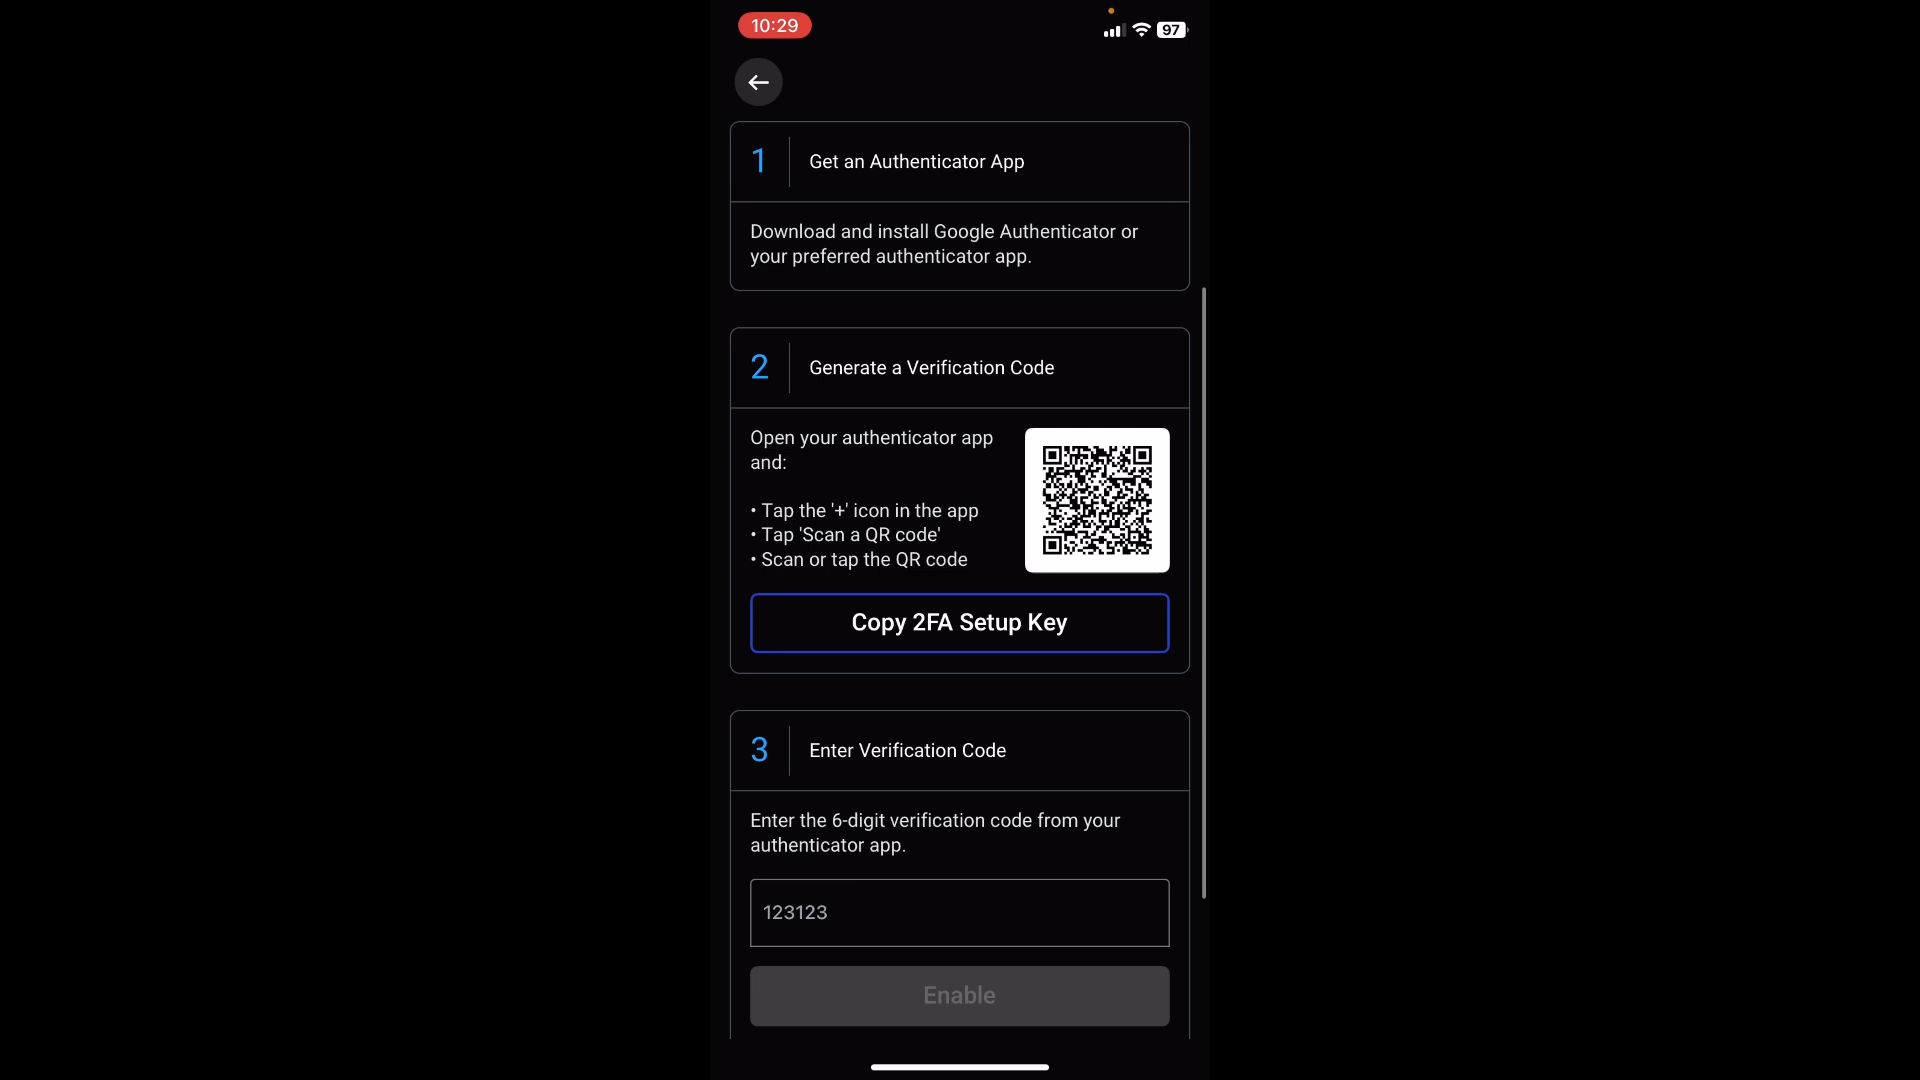 10:29
97
1
Get an Authenticator App
Download and install Google Authenticator or
your preferred authenticator app.
2
Generate a Verification Code
Open your authenticator app
and:
• Tap the '+' icon in the app
• Tap 'Scan a QR code'
• Scan or tap the QR code
Copy 2FA Setup Key
3
Enter Verification Code
Enter the 6-digit verification code from your
authenticator app.
123123
Enable